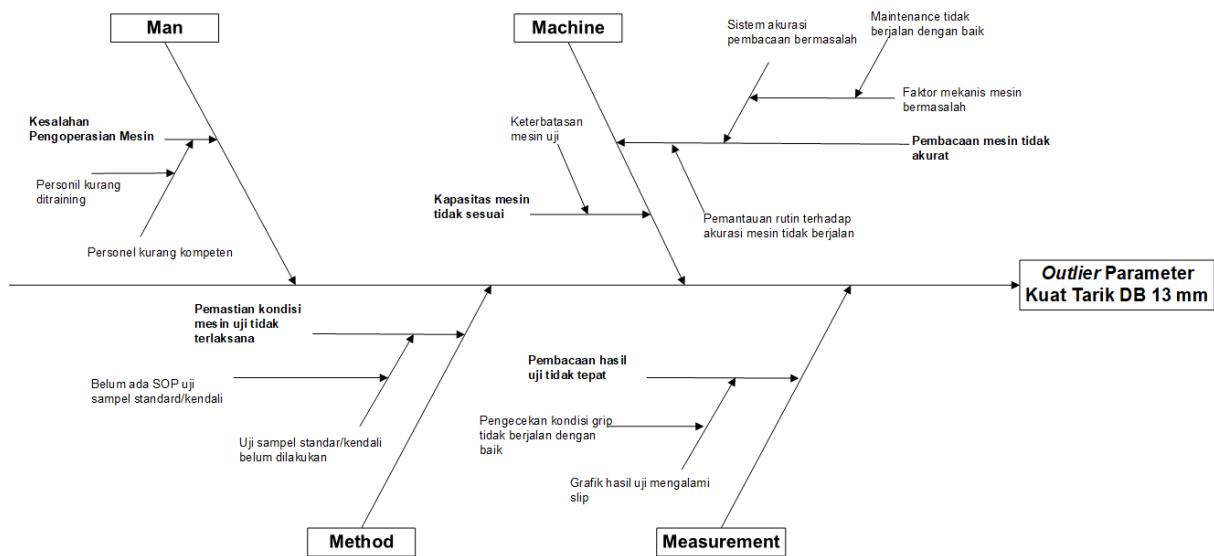 Man
Machine
Sistem akurasi
pembacaan bermasalah
Maintenance tidak
berjalan dengan baik
Faktor mekanis mesin
bermasalah
Kesalahan
Pengoperasian Mesin
Keterbatasan
mesin uji
Pembacaan mesin tidak
akurat
Personil kurang
ditraining
Kapasitas mesin
tidak sesuai
Pemantauan rutin terhadap
akurasi mesin tidak berjalan
Personel kurang kompeten
Outlier Parameter
Kuat Tarik DB 13 mm
Pemastian kondisi
mesin uji tidak
terlaksana
Pembacaan hasil
uji tidak tepat
Belum ada SOP uji
sampel standard/kendali
Pengecekan kondisi grip
tidak berjalan dengan
baik
Uji sampel standar/kendali
belum dilakukan
Grafik hasil uji mengalami
slip
Method
Measurement